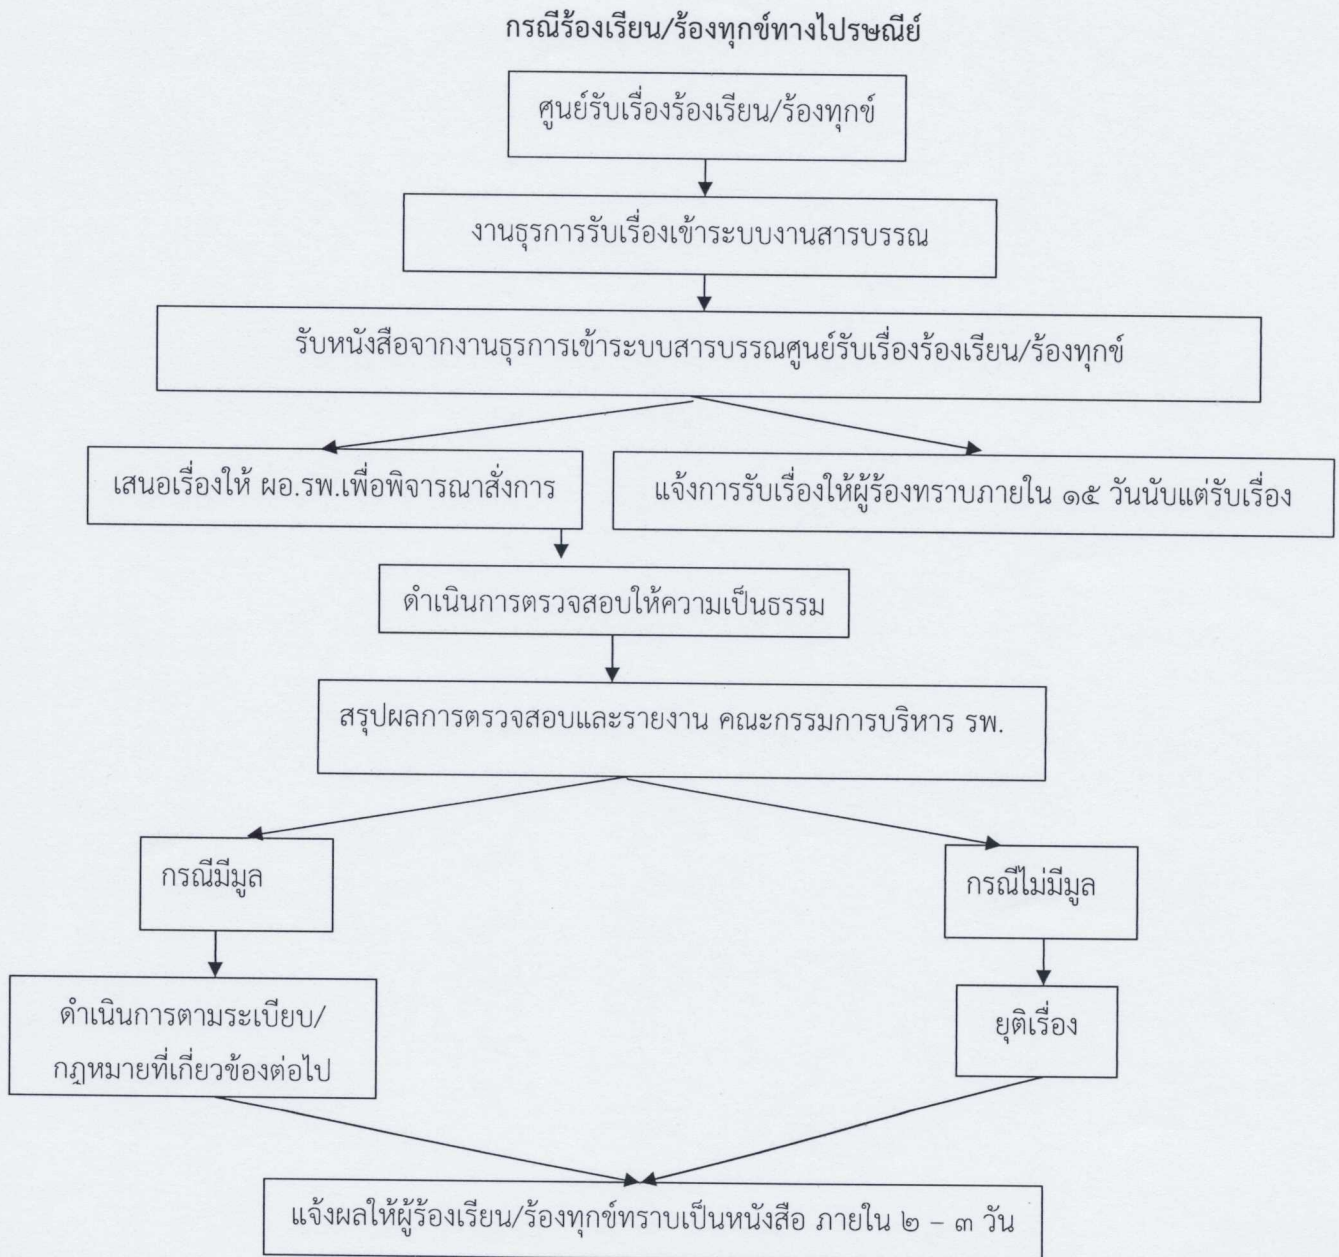 กรณีร้องเรียน/ร้องทุกข์ทางไปรษณีย์
ศูนย์รับเรื่องร้องเรียน/ร้องทุกข์
งานธุรการรับเรื่องเข้าระบบงานสารบรรณ
รับหนังสือจากงานธุรการเข้าระบบสารบรรณศูนย์รับเรื่องร้องเรียน/ร้องทุกข์
เสนอเรื่องให้ ผอ.รพ.เพื่อพิจารณาสั่งการ
แจ้งการรับเรื่องให้ผู้ร้องทราบภายใน ๑๕ วันนับแต่รับเรื่อง
ดำเนินการตรวจสอบให้ความเป็นธรรม
สรุปผลการตรวจสอบและรายงาน คณะกรรมการบริหาร รพ.
กรณีมีมูล
กรณีไม่มีมูล
ดำเนินการตามระเบียบ/
กฎหมายที่เกี่ยวข้องต่อไป
ยุติเรื่อง
แจ้งผลให้ผู้ร้องเรียน/ร้องทุกข์ทราบเป็นหนังสือ ภายใน ๒ – ๓ วัน